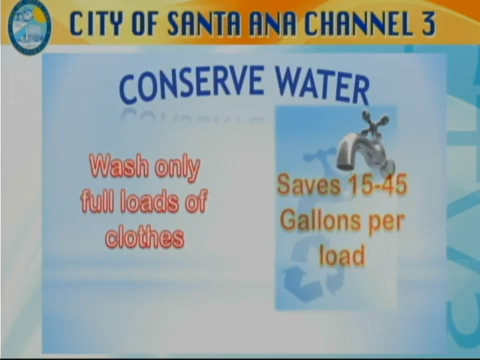 CITY OF SANTA ANA CHANNEL 3
CONSERVE WATER
Wash only
full loads of
clothes
Saves 15-45
Gallons per
load